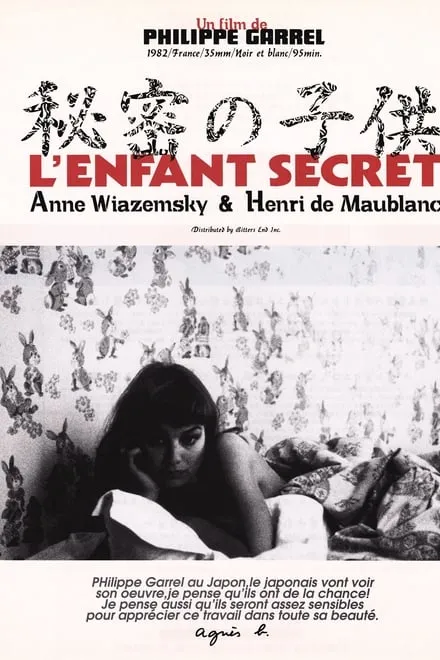 Un film de
PHILIPPE GARREL
1982/France/35mm/Noir et blanc/95min.
秘密の子供
L'ENFANT SECRET
Anne Wiazemsky & Henri de Maublanc
Distributed by Bitters End Inc.
PHilippe Garrel au Japon,le japonais vont voir
son oeuvre,je pense qu'ils ont de la chance!
Je pense aussi qu'ils seront assez sensibles
pour apprécier ce travail dans toute sa beauté.
agnès b.